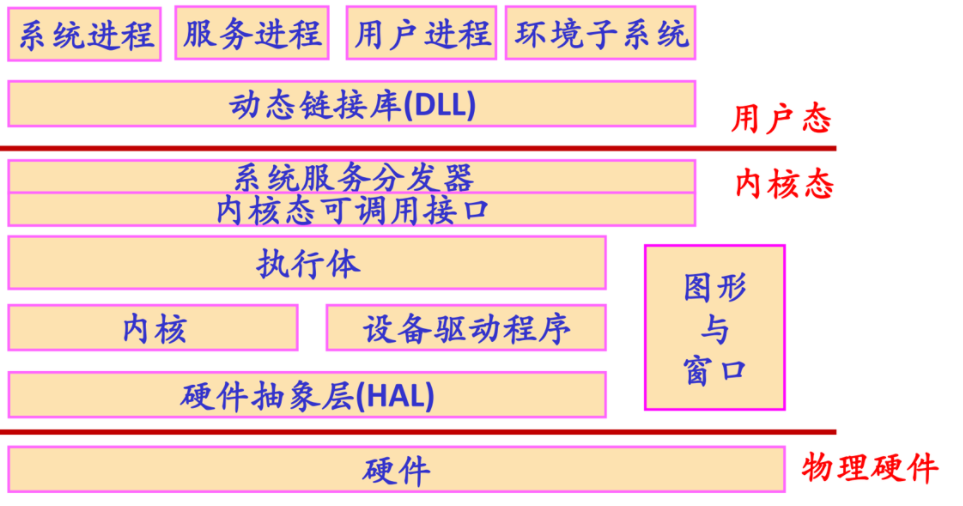 系统进程 服务进程 用户进程 环境子系统
动态链接库(DLL)
用户态
系统服务分发器
内核态
内核态可调用接口
执行体
图形
与
窗口
内核 设备驱动程序
硬件抽象层(HAL)
硬件
物理硬件